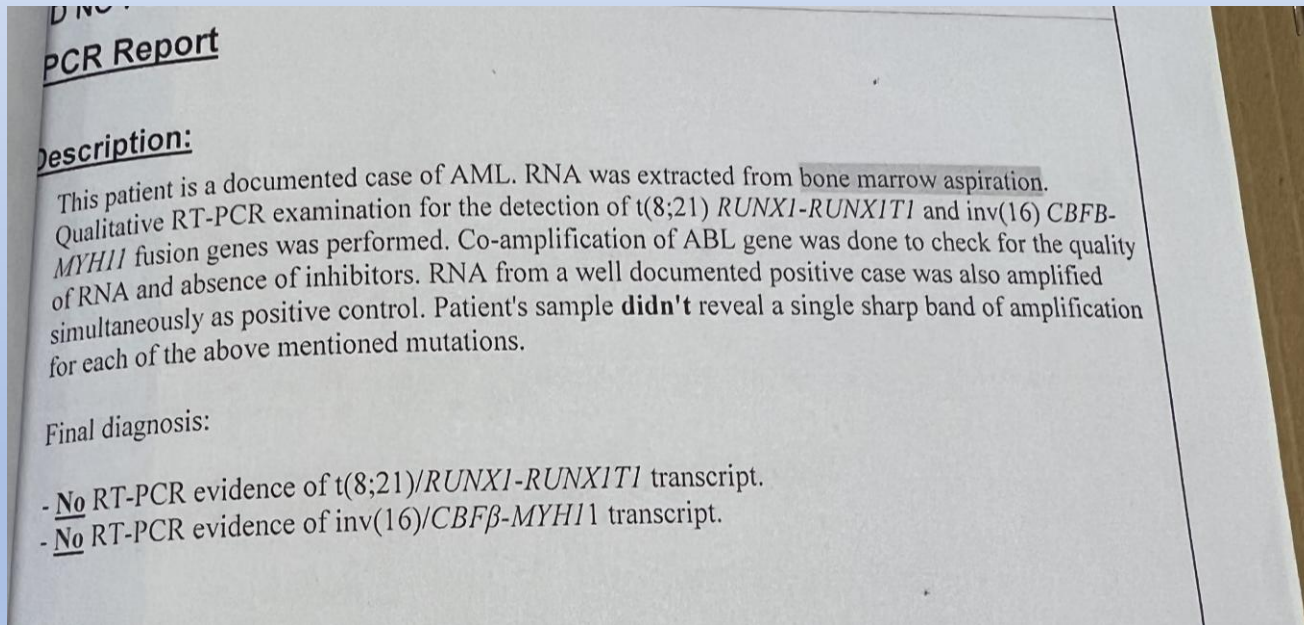 PCR Report
Description:
This patient is a documented case of AML. RNA was extracted from bone marrow aspiration.
Qualitative RT-PCR examination for the detection of t(8;21) RUNX1-RUNX1T1 and inv(16) CBFB-
MYH11 fusion genes was performed. Co-amplification of ABL gene was done to check for the quality
of RNA and absence of inhibitors. RNA from a well documented positive case was also amplified
simultaneously as positive control. Patient's sample didn't reveal a single sharp band of amplification
for each of the above mentioned mutations.
Final diagnosis:
- No RT-PCR evidence of t(8;21)/RUNX1-RUNX1T1 transcript.
- No RT-PCR evidence of inv(16)/CBFβ-MYH11 transcript.